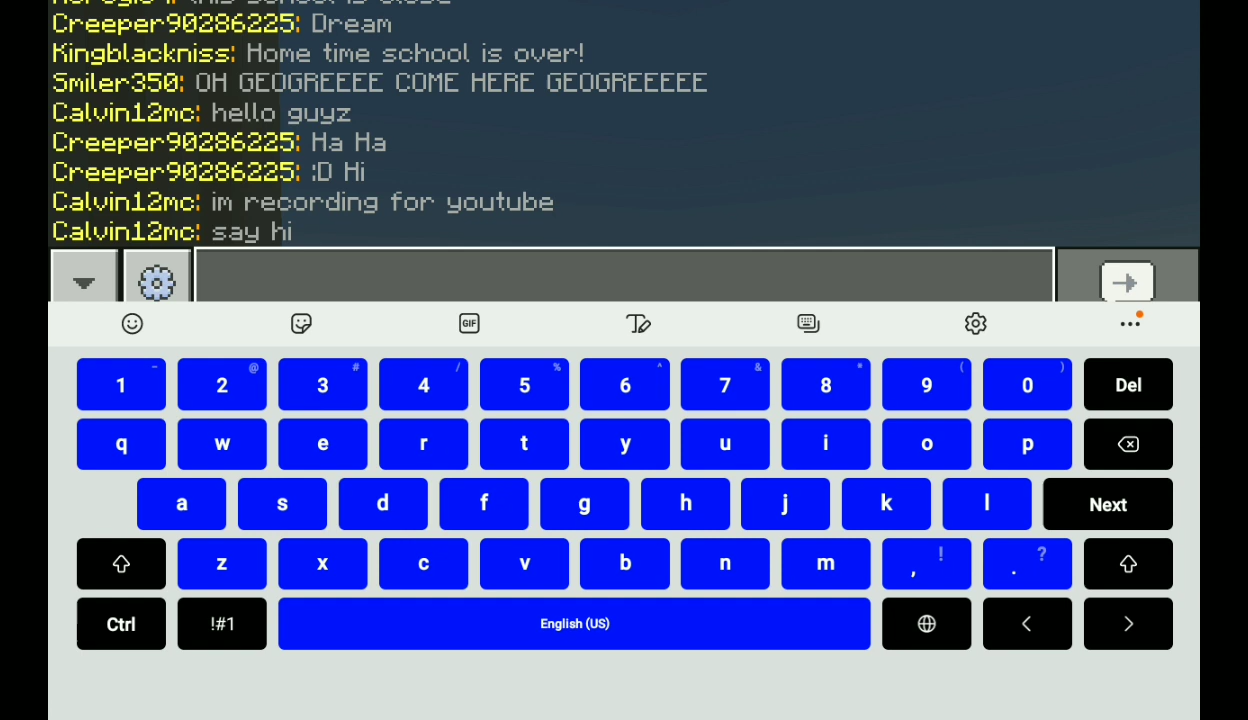 Creeper90286225: Dream
Kingblackniss: Home time school is over!
Smiler350: OH GEOGREEEE COME HERE GEOGREEEEE
Calvin12mc: hello guyz
Creeper90286225: Ha Ha
Creeper90286225: :D Hi
Calvin12mc: im recording for youtube
Calvin12mc: say hi
GIF
1 - 2 @ 3 # 4 / 5 % 6 ^ 7 & 8 * 9 ( 0 ) Del
q w e r t y u i o p
a s d f g h j k l Next
z x c v b n m , ! . ?
Ctrl !#1 English (US) < >